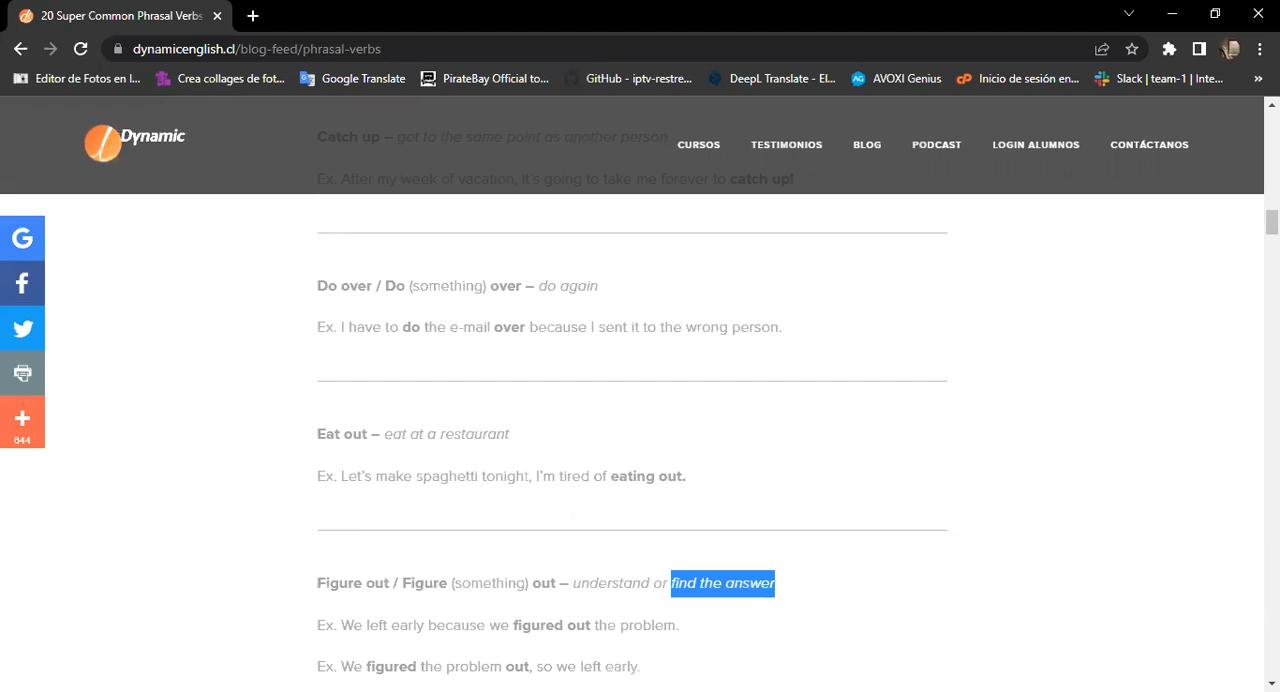 20 Super Common Phrasal Verbs
dynamicenglish.cl/blog-feed/phrasal-verbs
Editor de Fotos en l... Crea collages de fot... Google Translate PirateBay Official to... GitHub - iptv-restre... DeepL Translate - El... AVOXI Genius Inicio de sesión en... Slack | team-1 | Inte... »
Dynamic
CURSOS TESTIMONIOS BLOG PODCAST LOGIN ALUMNOS CONTÁCTANOS
Catch up – got to the same point as another person
Ex. After my week of vacation, it's going to take me forever to catch up!
Do over / Do (something) over – do again
Ex. I have to do the e-mail over because I sent it to the wrong person.
Eat out – eat at a restaurant
Ex. Let's make spaghetti tonight, I'm tired of eating out.
Figure out / Figure (something) out – understand or find the answer
Ex. We left early because we figured out the problem.
Ex. We figured the problem out, so we left early.
G
f
+
644